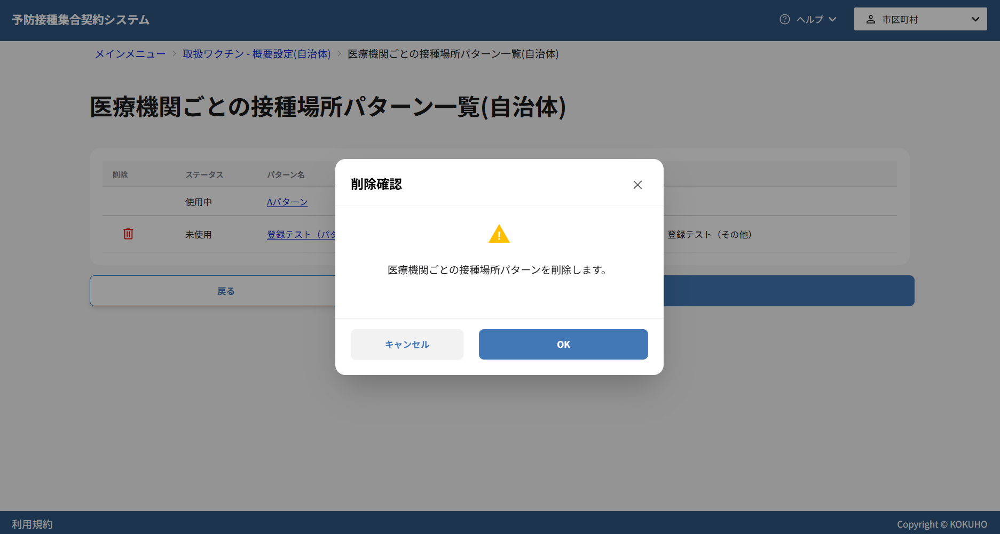 予防接種集合契約システム
ヘルプ
市区町村
メインメニュー > 取扱ワクチン - 概要設定(自治体) > 医療機関ごとの接種場所パターン一覧(自治体)
医療機関ごとの接種場所パターン一覧(自治体)
削除 ステータス パターン名
使用中 Aパターン
未使用 登録テスト（パタ 登録テスト（その他）
戻る
削除確認
医療機関ごとの接種場所パターンを削除します。
キャンセル OK
利用規約
Copyright © KOKUHO